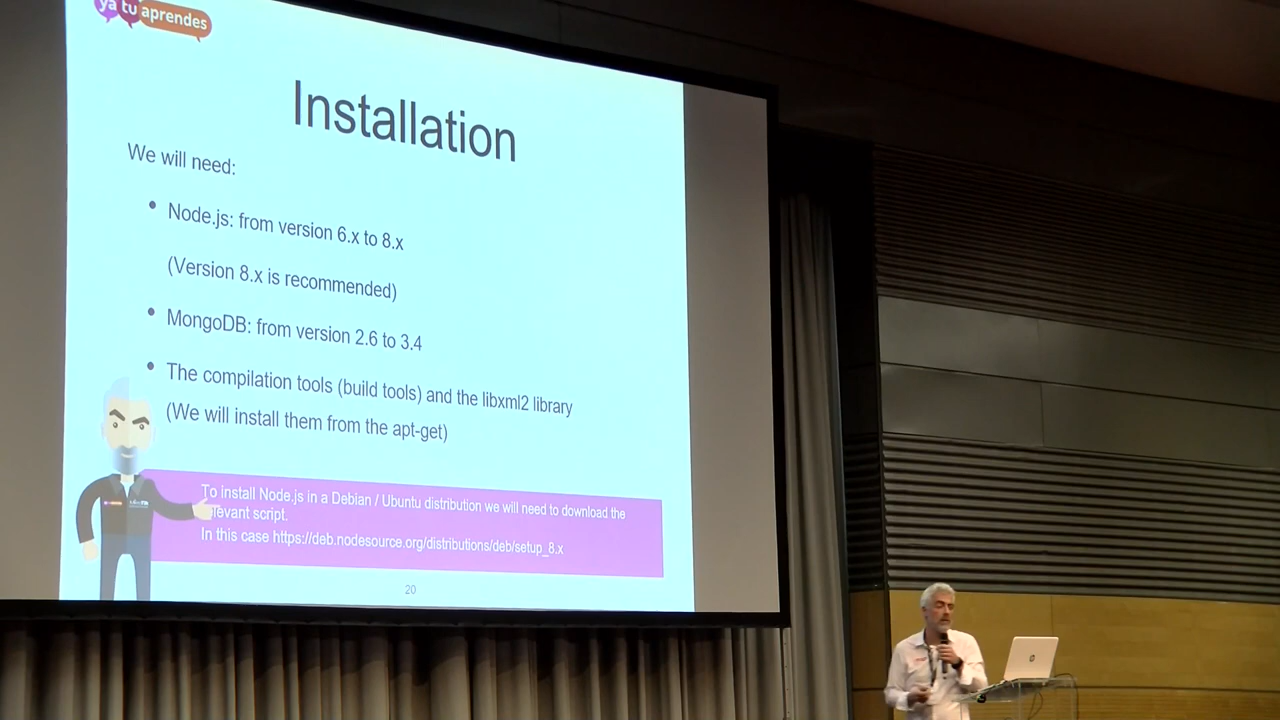 ya tu aprendes
Installation
We will need:
• Node.js: from version 6.x to 8.x
(Version 8.x is recommended)
• MongoDB: from version 2.6 to 3.4
• The compilation tools (build tools) and the libxml2 library
(We will install them from the apt-get)
To install Node.js in a Debian / Ubuntu distribution we will need to download the
levant script.
In this case https://deb.nodesource.org/distributions/deb/setup_8.x
20